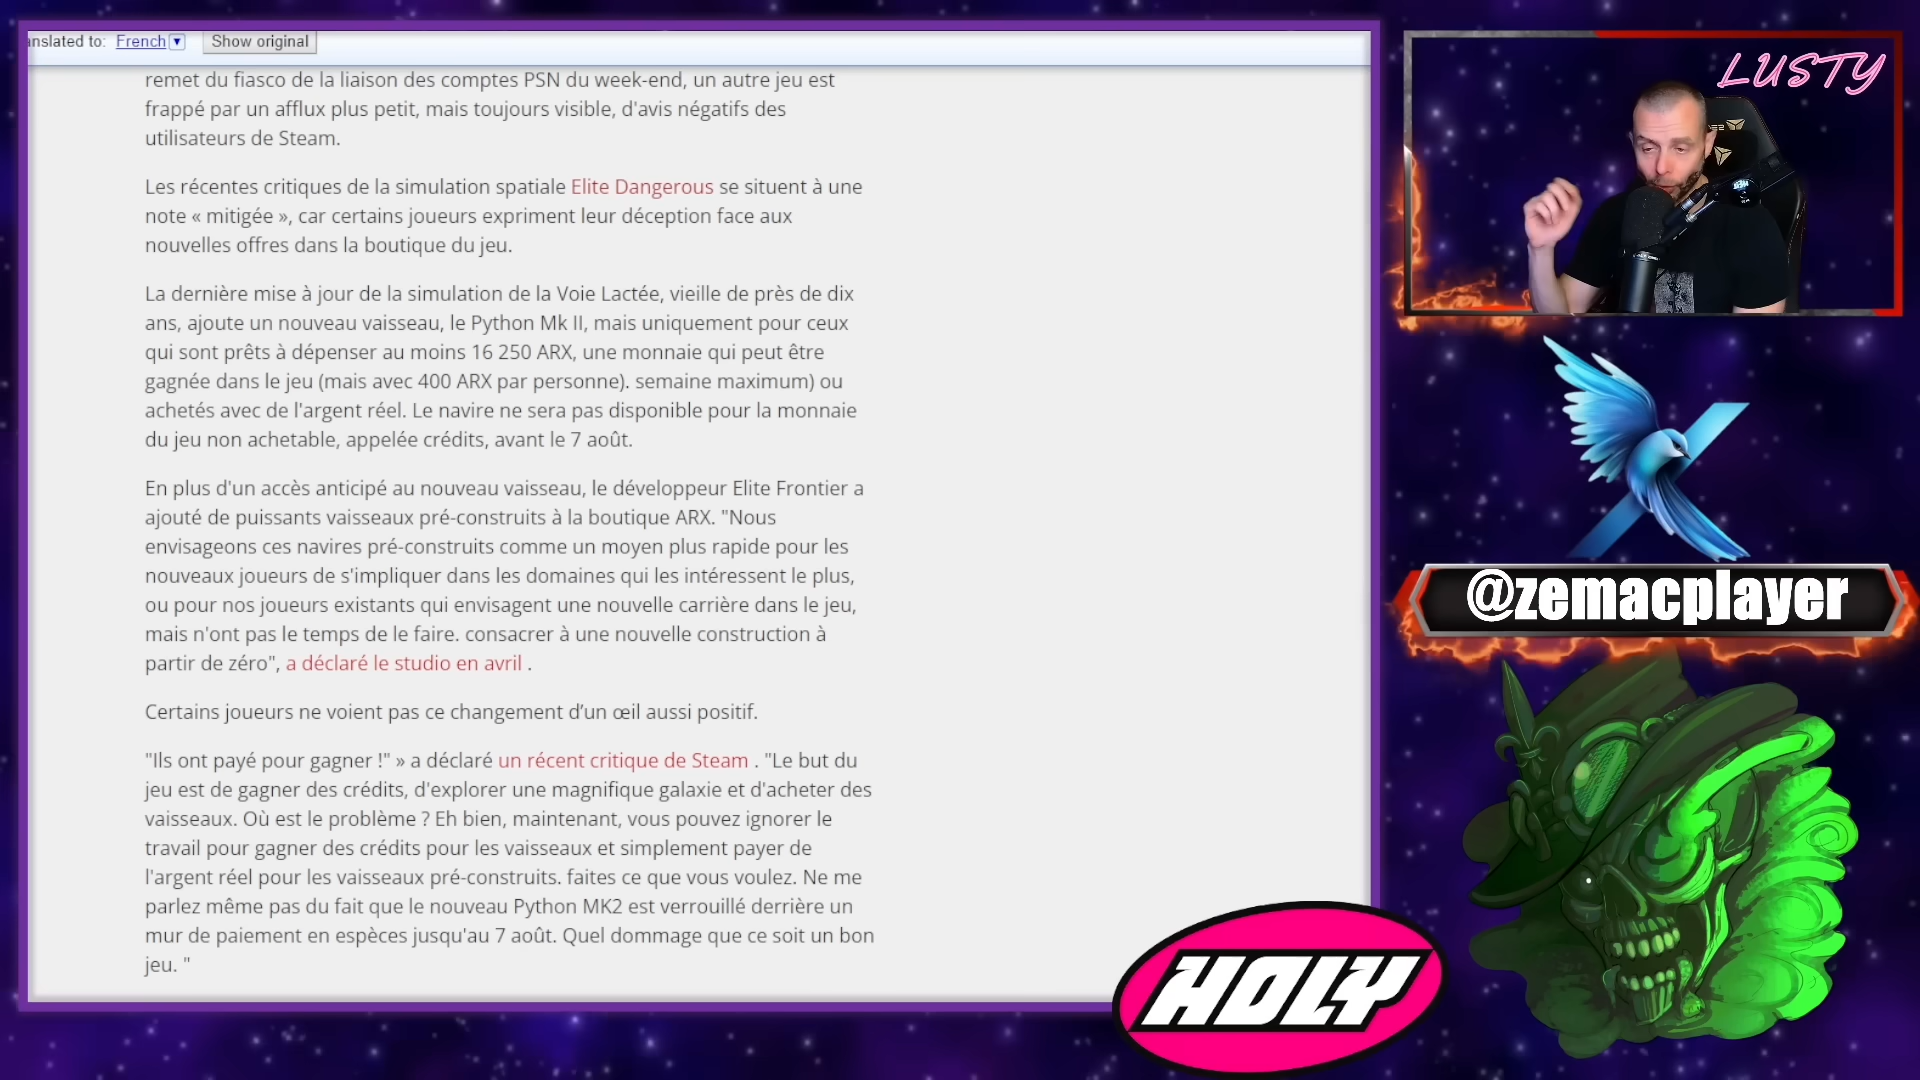 anslated to: French ▼ Show original
remet du fiasco de la liaison des comptes PSN du week-end, un autre jeu est
frappé par un afflux plus petit, mais toujours visible, d'avis négatifs des
utilisateurs de Steam.
Les récentes critiques de la simulation spatiale Elite Dangerous se situent à une
note « mitigée », car certains joueurs expriment leur déception face aux
nouvelles offres dans la boutique du jeu.
La dernière mise à jour de la simulation de la Voie Lactée, vieille de près de dix
ans, ajoute un nouveau vaisseau, le Python Mk II, mais uniquement pour ceux
qui sont prêts à dépenser au moins 16 250 ARX, une monnaie qui peut être
gagnée dans le jeu (mais avec 400 ARX par personne). semaine maximum) ou
achetés avec de l'argent réel. Le navire ne sera pas disponible pour la monnaie
du jeu non achetable, appelée crédits, avant le 7 août.
En plus d'un accès anticipé au nouveau vaisseau, le développeur Elite Frontier a
ajouté de puissants vaisseaux pré-construits à la boutique ARX. "Nous
envisageons ces navires pré-construits comme un moyen plus rapide pour les
nouveaux joueurs de s'impliquer dans les domaines qui les intéressent le plus,
ou pour nos joueurs existants qui envisagent une nouvelle carrière dans le jeu,
mais n'ont pas le temps de le faire. consacrer à une nouvelle construction à
partir de zéro", a déclaré le studio en avril .
Certains joueurs ne voient pas ce changement d’un œil aussi positif.
"Ils ont payé pour gagner !" » a déclaré un récent critique de Steam . "Le but du
jeu est de gagner des crédits, d'explorer une magnifique galaxie et d'acheter des
vaisseaux. Où est le problème ? Eh bien, maintenant, vous pouvez ignorer le
travail pour gagner des crédits pour les vaisseaux et simplement payer de
l'argent réel pour les vaisseaux pré-construits. faites ce que vous voulez. Ne me
parlez même pas du fait que le nouveau Python MK2 est verrouillé derrière un
mur de paiement en espèces jusqu'au 7 août. Quel dommage que ce soit un bon
jeu. "
LUSTY
@zemacplayer
HOLY